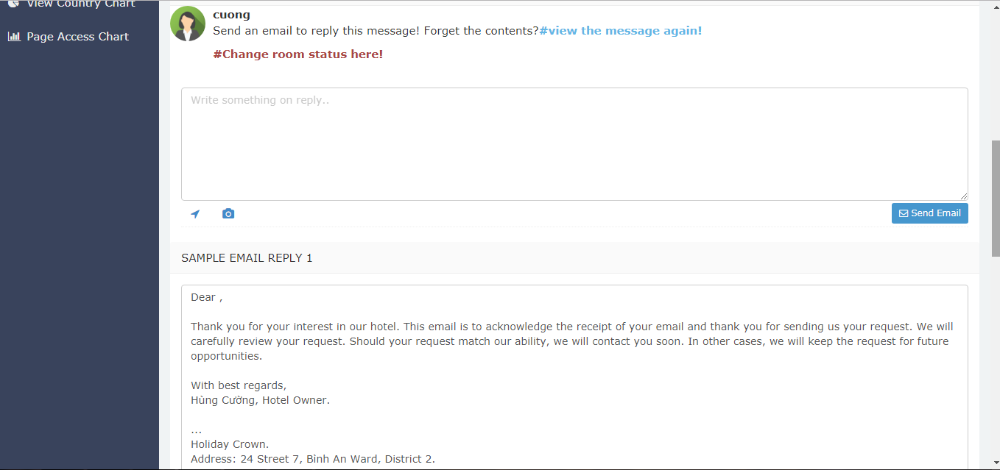 View Country Chart
Page Access Chart
cuong
Send an email to reply this message! Forget the contents?#view the message again!
#Change room status here!
Write something on reply..
Send Email
SAMPLE EMAIL REPLY 1
Dear ,
Thank you for your interest in our hotel. This email is to acknowledge the receipt of your email and thank you for sending us your request. We will
carefully review your request. Should your request match our ability, we will contact you soon. In other cases, we will keep the request for future
opportunities.
With best regards,
Hùng Cường, Hotel Owner.
...
Holiday Crown.
Address: 24 Street 7, Bình An Ward, District 2.